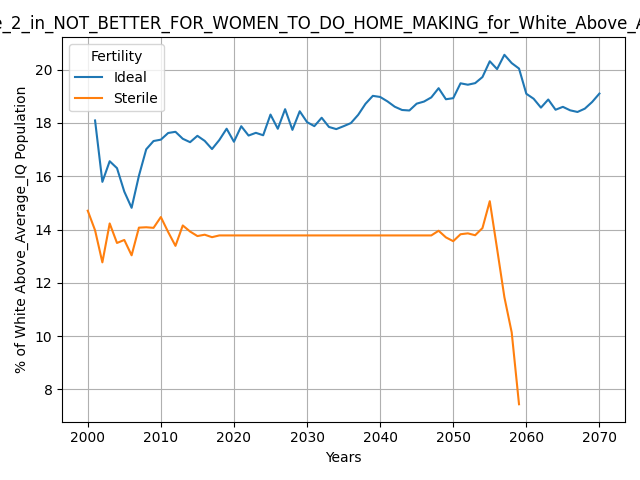 _2_in_NOT_BETTER_FOR_WOMEN_TO_DO_HOME_MAKING_for_White_Above_A
Fertility
Ideal
Sterile
% of White Above_Average_IQ Population
20
18
16
14
12
10
8
2000 2010 2020 2030 2040 2050 2060 2070
Years